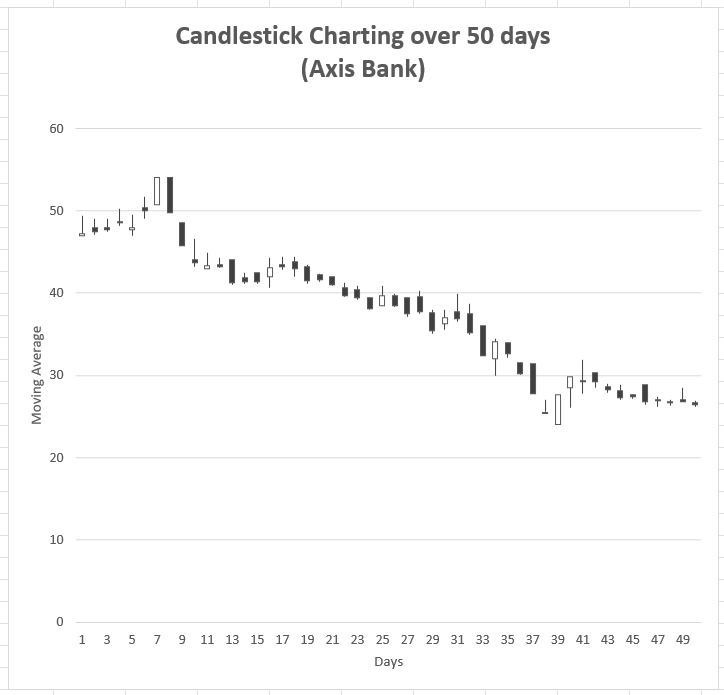 Candlestick Charting over 50 days
(Axis Bank)
60
50
40
30
20
10
0
Moving Average
1 3 5 7 9 11 13 15 17 19 21 23 25 27 29 31 33 35 37 39 41 43 45 47 49
Days